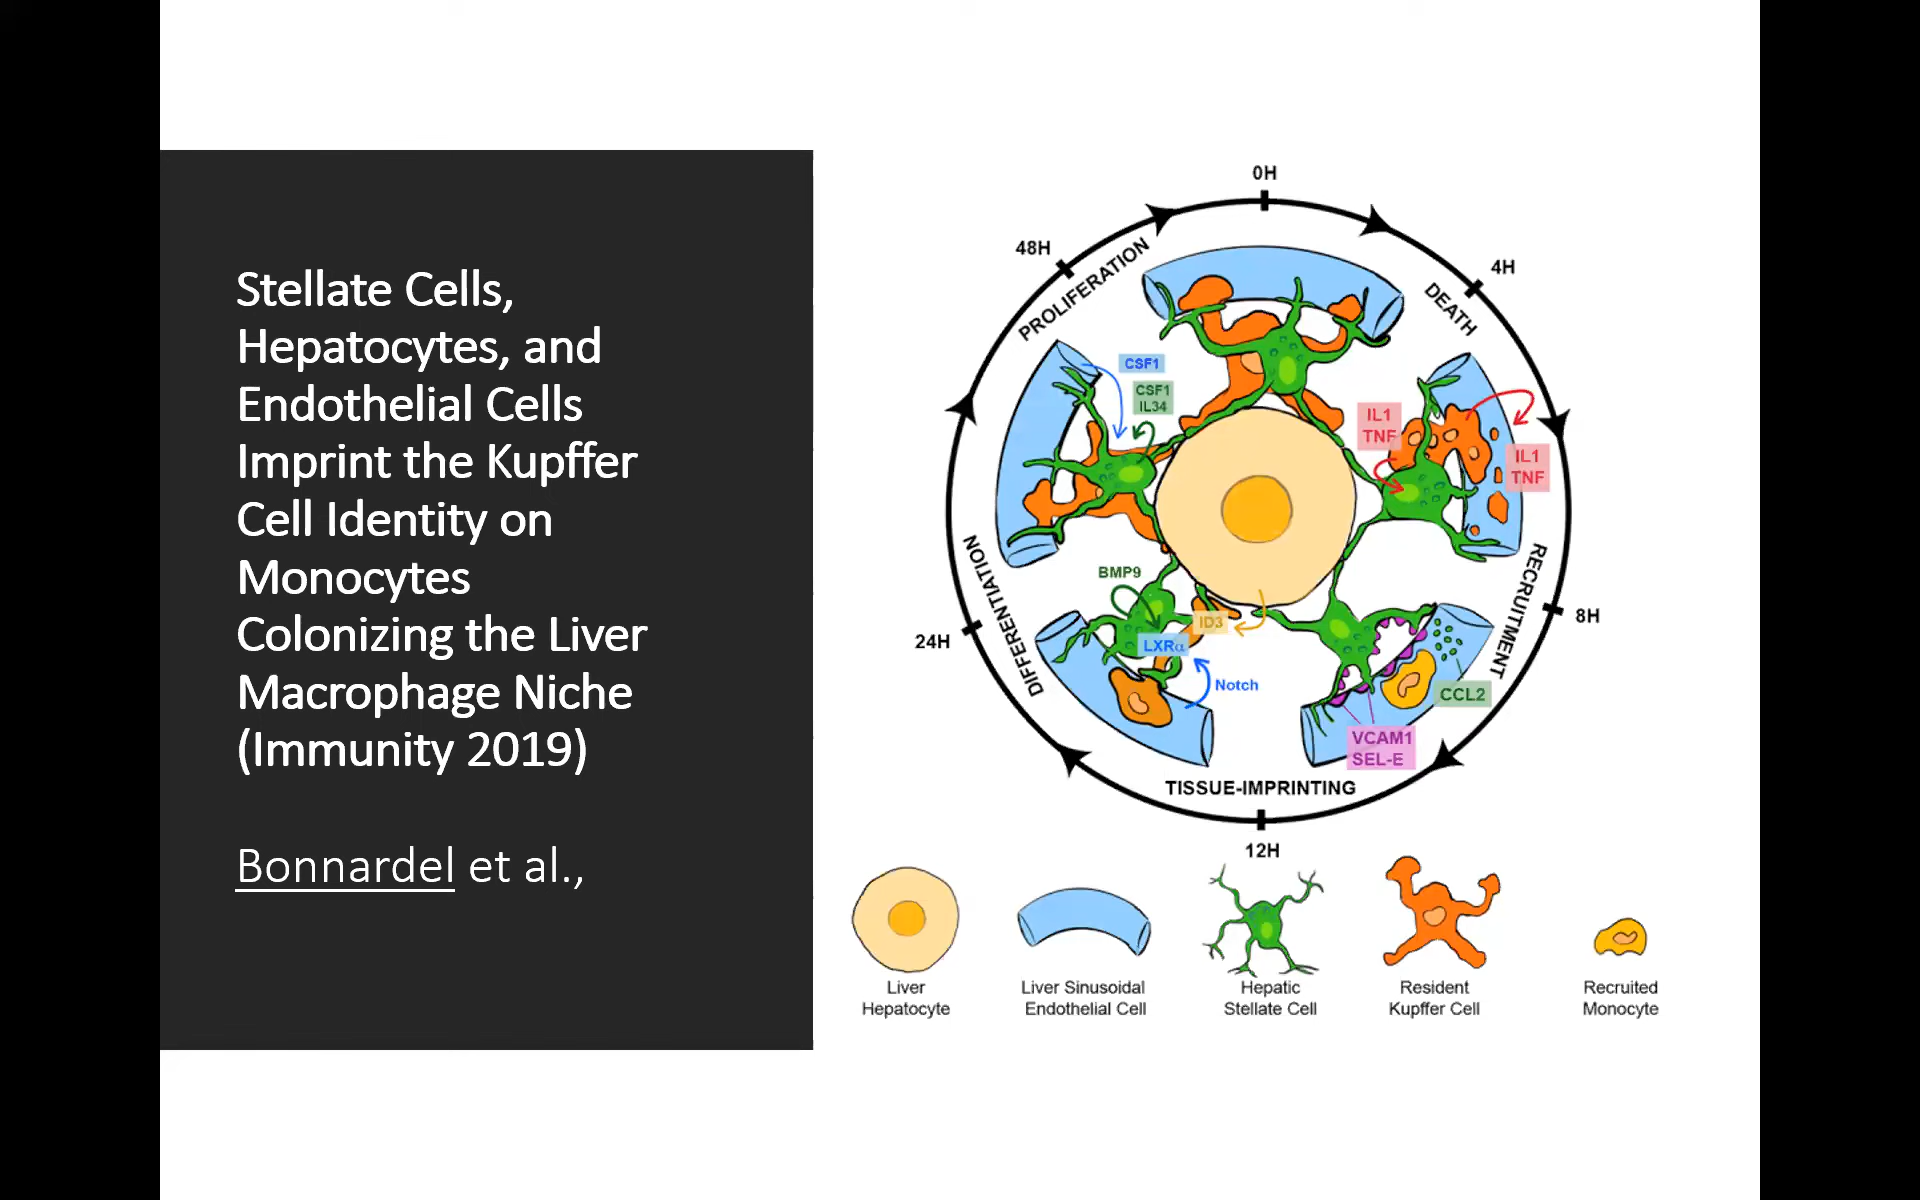 Stellate Cells,
Hepatocytes, and
Endothelial Cells
Imprint the Kupffer
Cell Identity on
Monocytes
Colonizing the Liver
Macrophage Niche
(Immunity 2019)
Bonnardel et al.,
0H
4H
8H
12H
24H
48H
DEATH
RECRUITMENT
TISSUE-IMPRINTING
DIFFERENTIATION
PROLIFERATION
CSF1
CSF1
IL34
IL1
TNF
IL1
TNF
BMP9
ID3
LXRα
Notch
CCL2
VCAM1
SEL-E
Liver
Hepatocyte
Liver Sinusoidal
Endothelial Cell
Hepatic
Stellate Cell
Resident
Kupffer Cell
Recruited
Monocyte